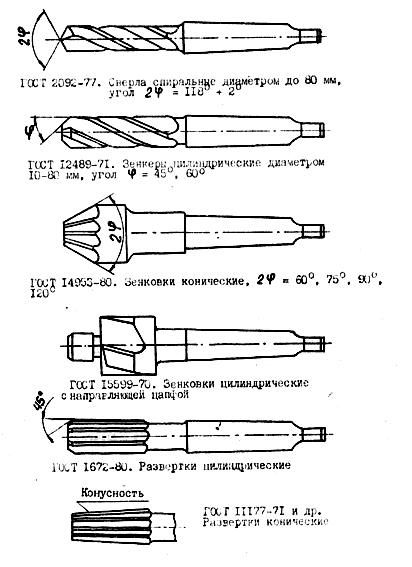 2φ
ГОСТ 2092-77. Сверла спиральные диаметром до 80 мм,
угол 2φ = 118° + 2°
φ
ГОСТ 12489-71. Зенкеры цилиндрические диаметром
10-80 мм, угол φ = 45°, 60°
2φ
ГОСТ 14953-80. Зенковки конические, 2φ = 60°, 75°, 90°,
120°
ГОСТ 15599-70. Зенковки цилиндрические
с направляющей цапфой
45°
ГОСТ 1672-80. Развертки цилиндрические
Конусность
ГОСТ 11177-71 и др.
Развертки конические